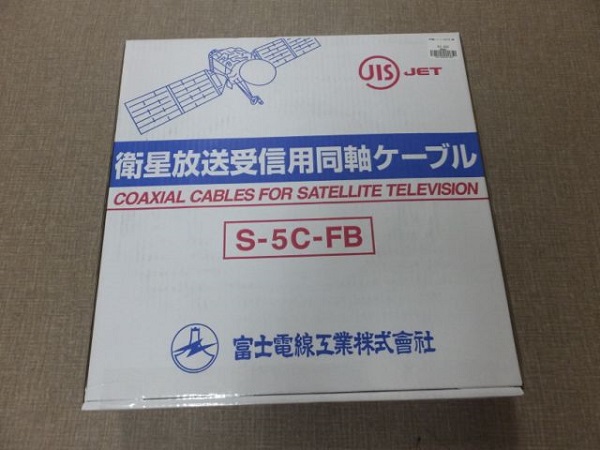 JIS JET
衛星放送受信用同軸ケーブル
COAXIAL CABLES FOR SATELLITE TELEVISION
S-5C-FB
富士電線工業株式會社